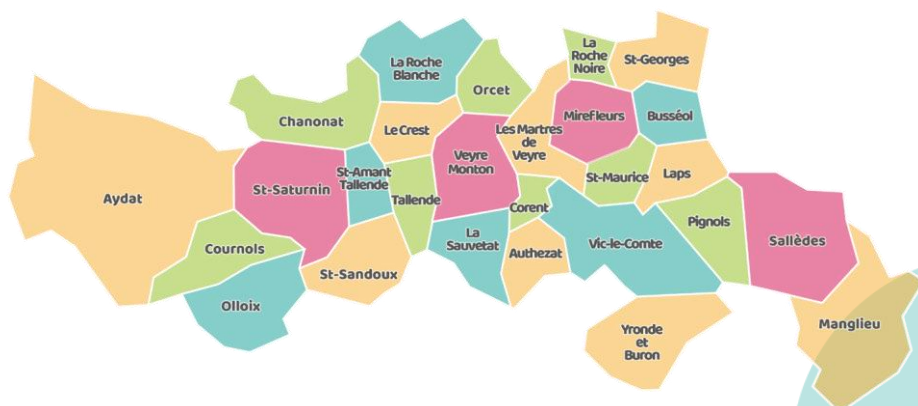 La Roche
Blanche
La
Roche
Noire
St-Georges
Orcet
Chanonat
Le Crest
Les Martres
de
Veyre
Mirefleurs
Busséol
Veyre
Monton
St-Amant
Tallende
St-Maurice
Laps
Aydat
St-Saturnin
Tallende
Corent
Pignols
Cournols
La
Sauvetat
Authezat
Vic-le-Comte
Sallèdes
St-Sandoux
Olloix
Yronde
et
Buron
Manglieu